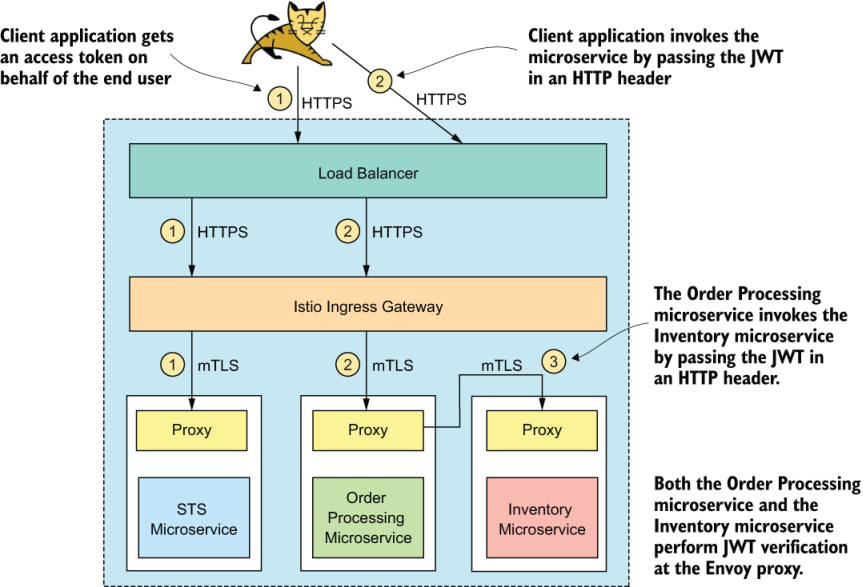 Client application gets
an access token on
behalf of the end user
Client application invokes the
microservice by passing the JWT
in an HTTP header
1
HTTPS
2
HTTPS
Load Balancer
1
HTTPS
2
HTTPS
Istio Ingress Gateway
The Order Processing
microservice invokes the
Inventory microservice
by passing the JWT in
an HTTP header.
1
mTLS
2
mTLS
mTLS
3
Proxy
Proxy
Proxy
STS
Microservice
Order
Processing
Microservice
Inventory
Microservice
Both the Order Processing
microservice and the
Inventory microservice
perform JWT verification
at the Envoy proxy.